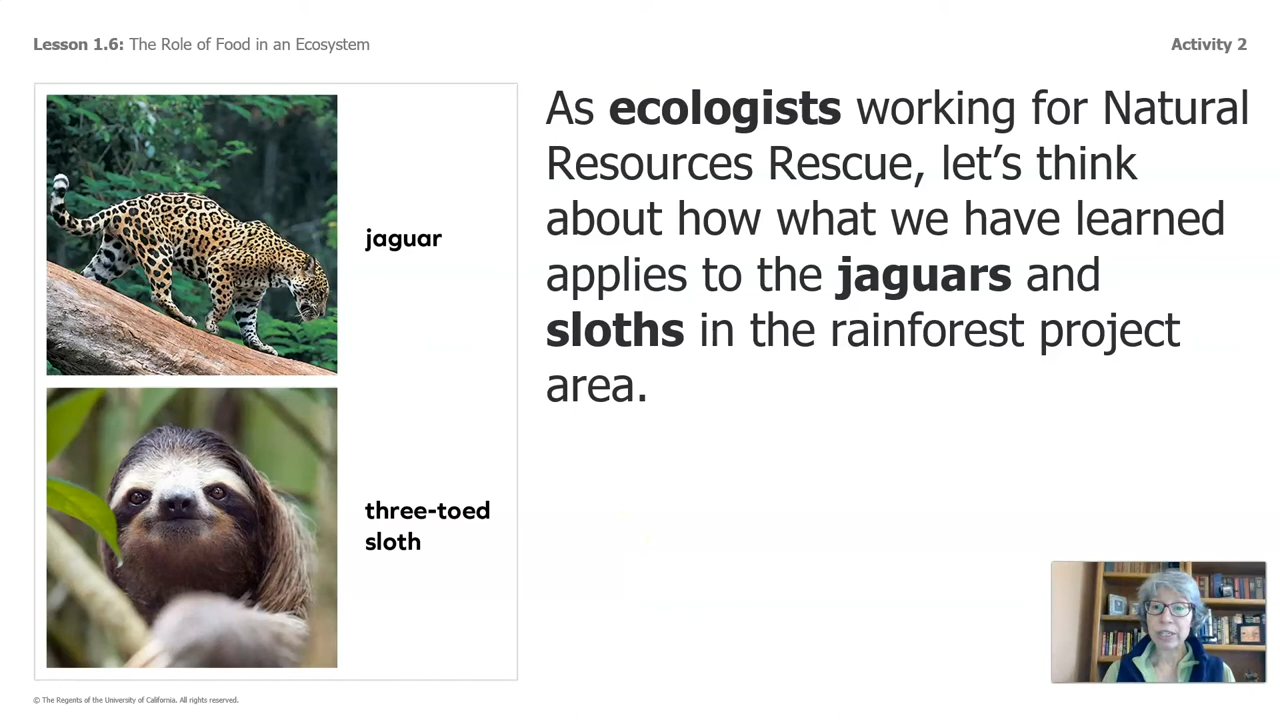 Lesson 1.6: The Role of Food in an Ecosystem
Activity 2
jaguar
three-toed
sloth
As ecologists working for Natural
Resources Rescue, let’s think
about how what we have learned
applies to the jaguars and
sloths in the rainforest project
area.
© The Regents of the University of California. All rights reserved.